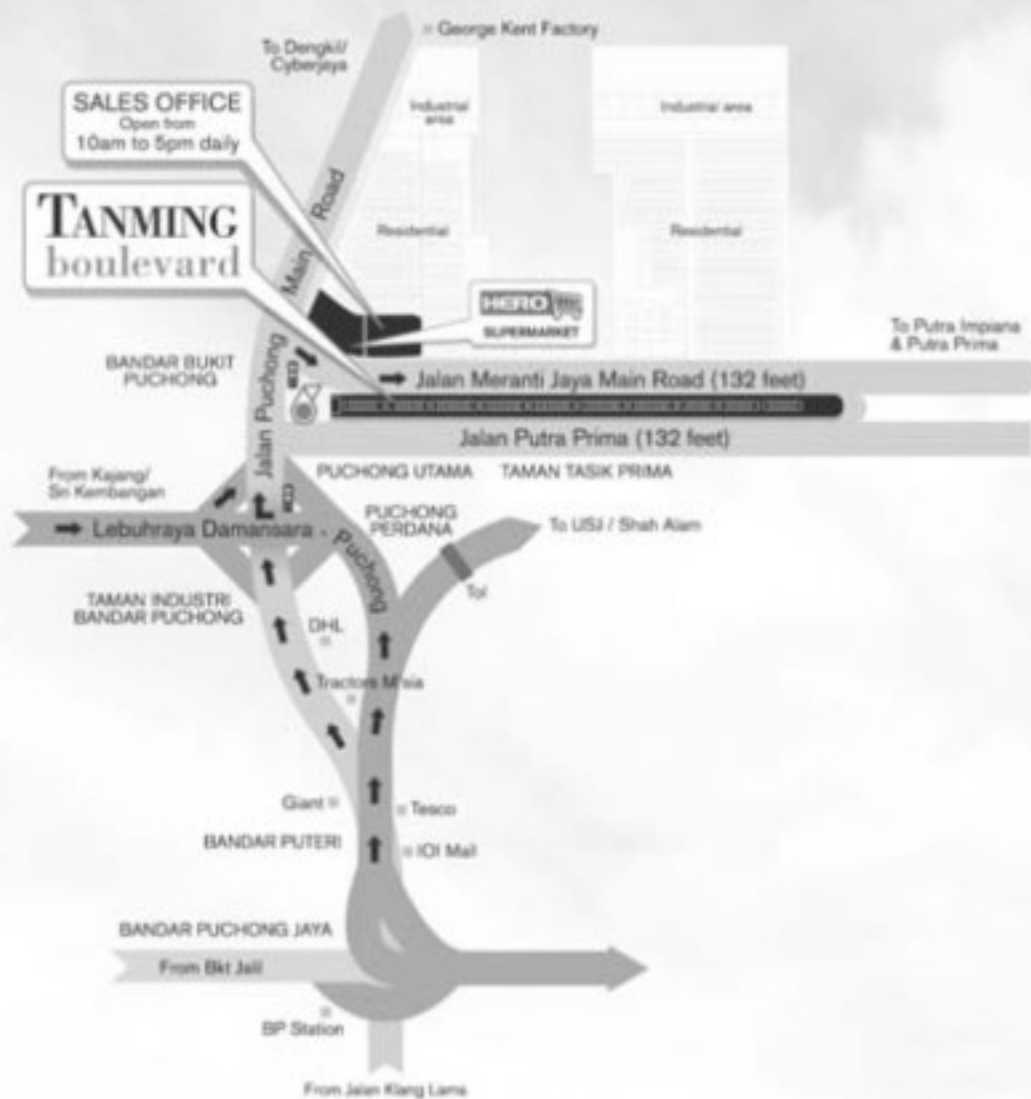 George Kent Factory
To Dengkil/
Cyberjaya
SALES OFFICE
Open from
10am to 5pm daily
Industrial
area
Industrial area
TANMING
boulevard
Residential
Residential
HERO
SUPERMARKET
To Putra Impiana
& Putra Prima
BANDAR BUKIT
PUCHONG
Jalan Puchong Main Road
Jalan Meranti Jaya Main Road (132 feet)
Jalan Putra Prima (132 feet)
From Kajang/
Sri Kembangan
PUCHONG UTAMA
TAMAN TASIK PRIMA
PUCHONG
PERDANA
To USJ / Shah Alam
Lebuhraya Damansara - Puchong
Tol
TAMAN INDUSTRI
BANDAR PUCHONG
DHL
Tractors M'sia
Giant
Tesco
BANDAR PUTERI
IOI Mall
BANDAR PUCHONG JAYA
From Bkt Jalil
BP Station
From Jalan Klang Lama